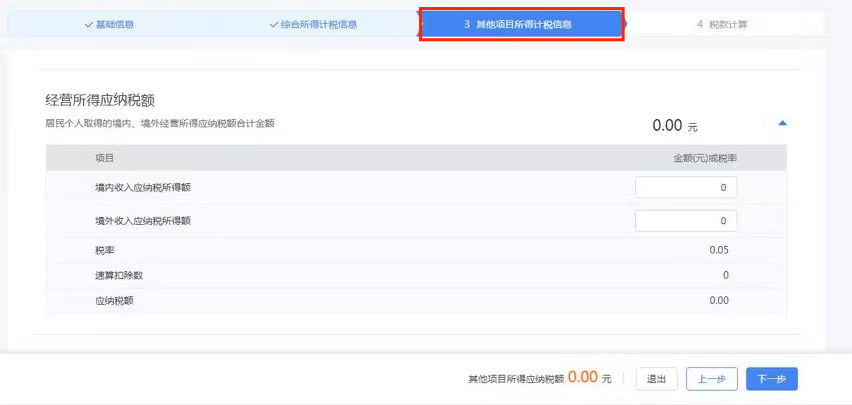 基础信息 综合所得计税信息 3 其他项目所得计税信息 4 税款计算
经营所得应纳税额
居民个人取得的境内、境外经营所得应纳税额合计金额 0.00 元
项目 金额(元)或税率
境内收入应纳税所得额 0
境外收入应纳税所得额 0
税率 0.05
速算扣除数 0
应纳税额 0.00
其他项目所得应纳税额 0.00 元 退出 上一步 下一步